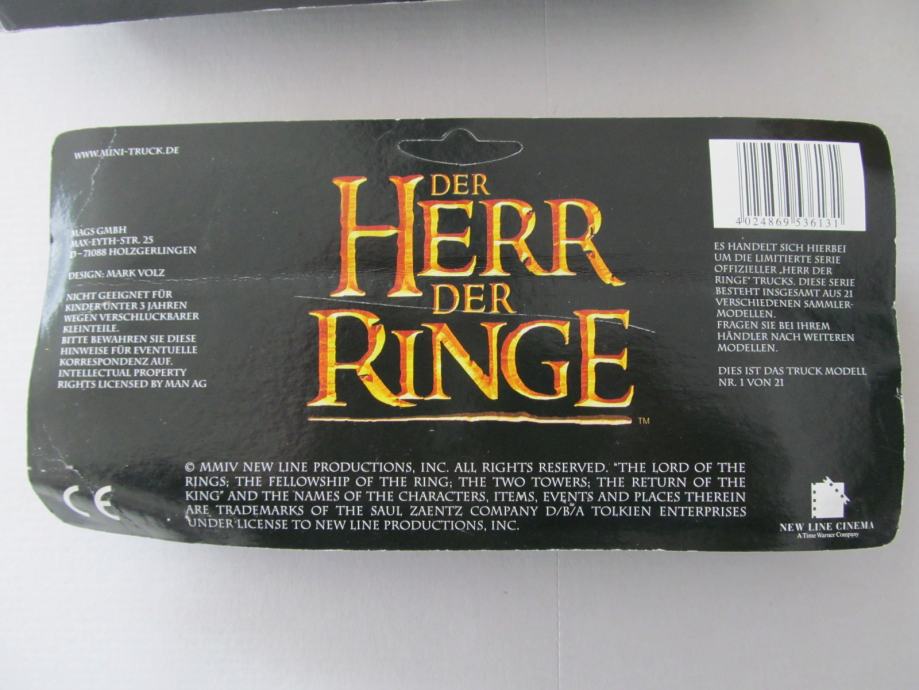 WWW.MINI-TRUCK.DE
MAGS GMBH
MAX-EYTH-STR. 25
D-71088 HOLZGERLINGEN
DESIGN: MARK VOLZ
NICHT GEEIGNET FÜR
KINDER UNTER 3 JAHREN
WEGEN VERSCHLUCKBARER
KLEINTEILE.
BITTE BEWAHREN SIE DIESE
HINWEISE FÜR EVENTUELLE
KORRESPONDENZ AUF.
INTELLECTUAL PROPERTY
RIGHTS LICENSED BY MAN AG
CE
DER
HERR
DER
RINGE
TM
4 024869 536131
ES HANDELT SICH HIERBEI
UM DIE LIMITIERTE SERIE
OFFIZIELLER „HERR DER
RINGE" TRUCKS. DIESE SERIE
BESTEHT INSGESAMT AUS 21
VERSCHIEDENEN SAMMLER-
MODELLEN.
FRAGEN SIE BEI IHREM
HÄNDLER NACH WEITEREN
MODELLEN.
DIES IST DAS TRUCK MODELL
NR. 1 VON 21
© MMIV NEW LINE PRODUCTIONS, INC. ALL RIGHTS RESERVED. "THE LORD OF THE
RINGS; THE FELLOWSHIP OF THE RING; THE TWO TOWERS; THE RETURN OF THE
KING" AND THE NAMES OF THE CHARACTERS, ITEMS, EVENTS AND PLACES THEREIN
ARE TRADEMARKS OF THE SAUL ZAENTZ COMPANY D/B/A TOLKIEN ENTERPRISES
UNDER LICENSE TO NEW LINE PRODUCTIONS, INC.
NEW LINE CINEMA
A Time Warner Company